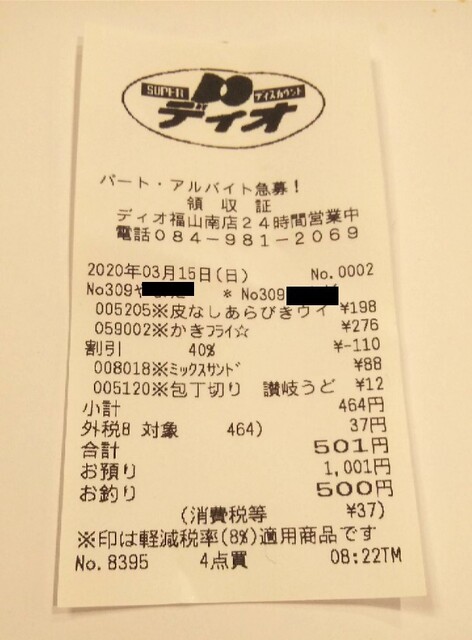 SUPER ディスカウント
ディオ
パート・アルバイト急募!
領収証
ディオ福山南店24時間営業中
電話084-981-2069
2020年03月15日(日) No.0002
No309 * No309
005205※皮なしあらびきウイ ¥198
059002※かきフライ☆ ¥276
割引 40% ¥-110
008018※ミックスサンド ¥88
005120※包丁切り 讃岐うど ¥12
小計 464円
外税8 対象 464) 37円
合計 501円
お預り 1,001円
お釣り 500円
(消費税等 ¥37)
※印は軽減税率(8%)適用商品です
No.8395 4点買 08:22TM